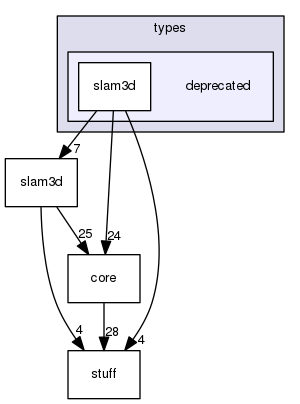 types
slam3d deprecated
7
slam3d
25 24
core
4 28 4
stuff